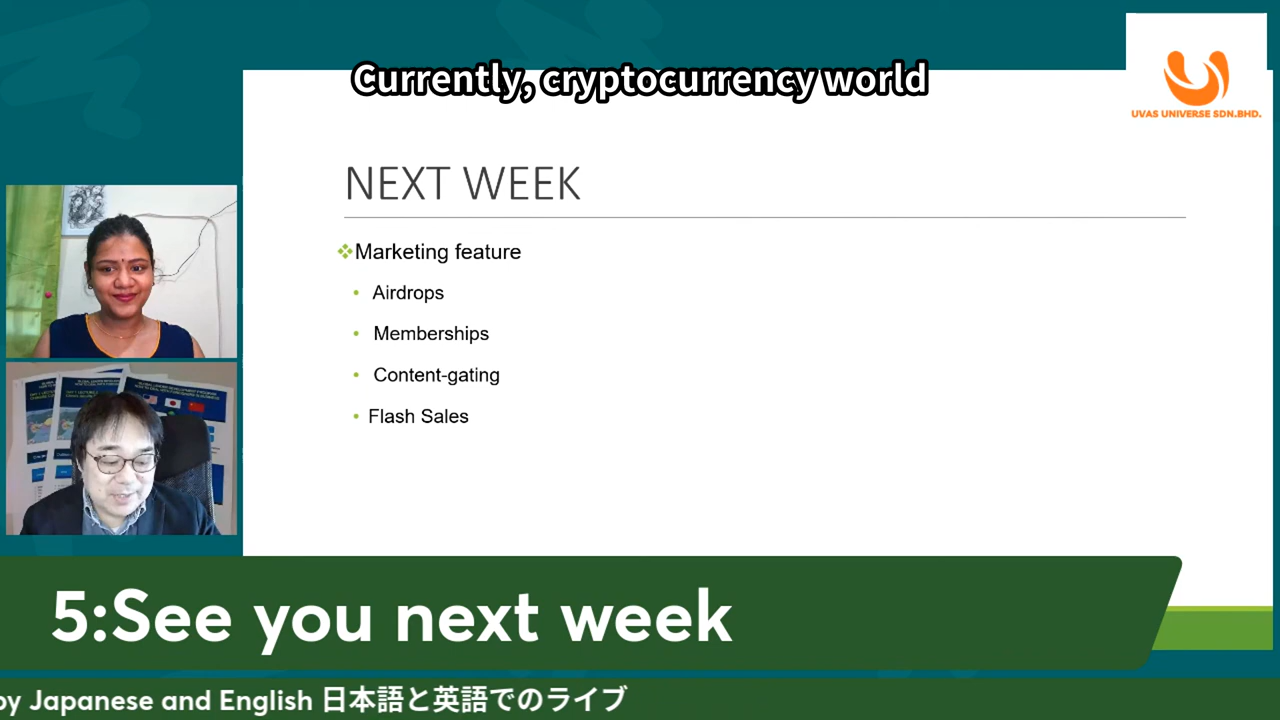 Currently, cryptocurrency world
UVAS UNIVERSE SDN.BHD.
NEXT WEEK
Marketing feature
Airdrops
Memberships
Content-gating
Flash Sales
5:See you next week
by Japanese and English 日本語と英語でのライブ